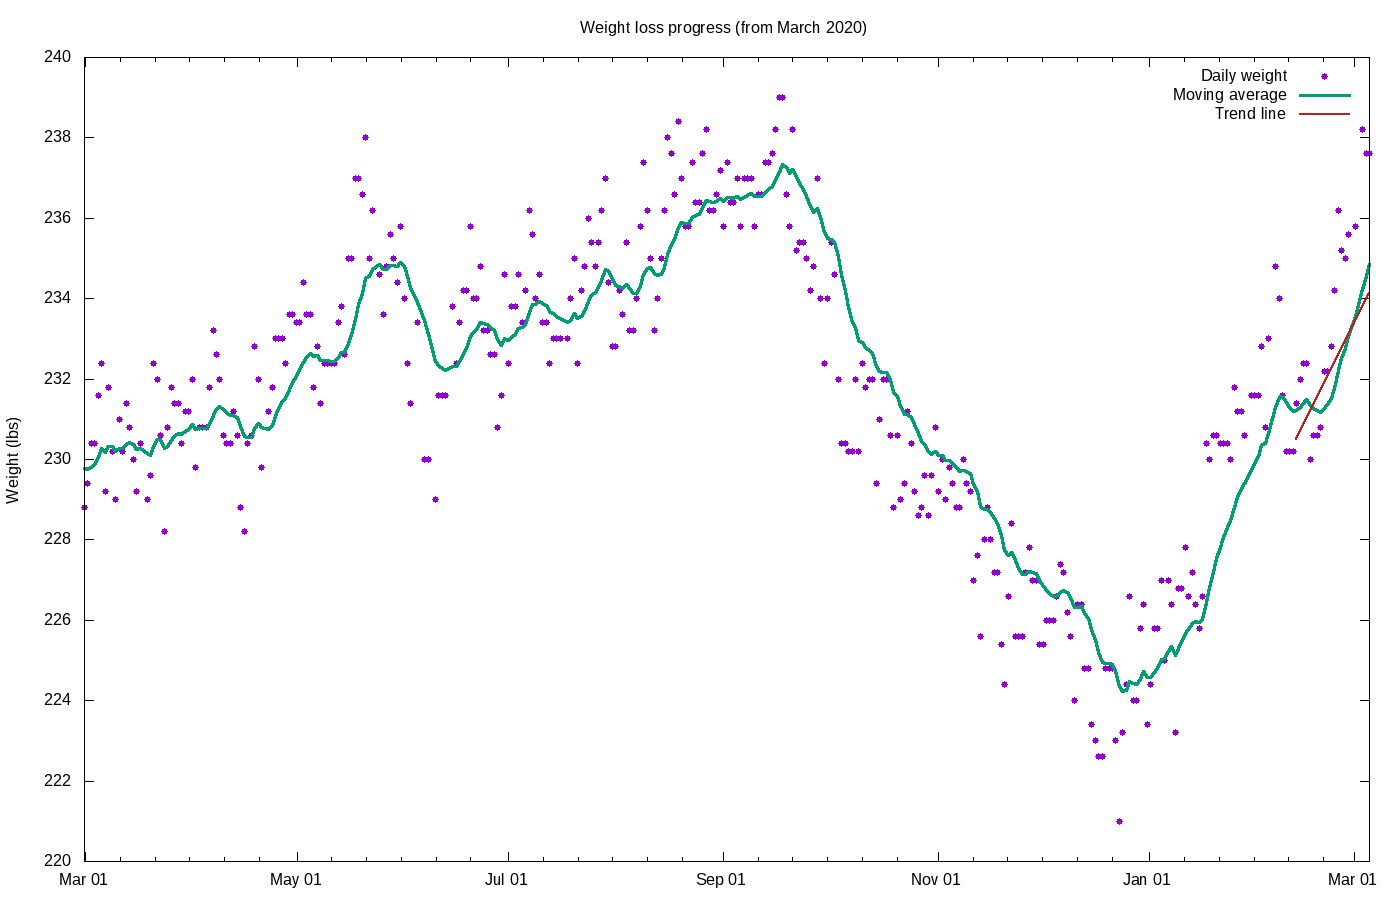 Weight loss progress (from March 2020)
240
238
236
234
232
230
228
226
224
222
220
Weight (lbs)
Daily weight
Moving average
Trend line
Mar 01 May 01 Jul 01 Sep 01 Nov 01 Jan 01 Mar 01